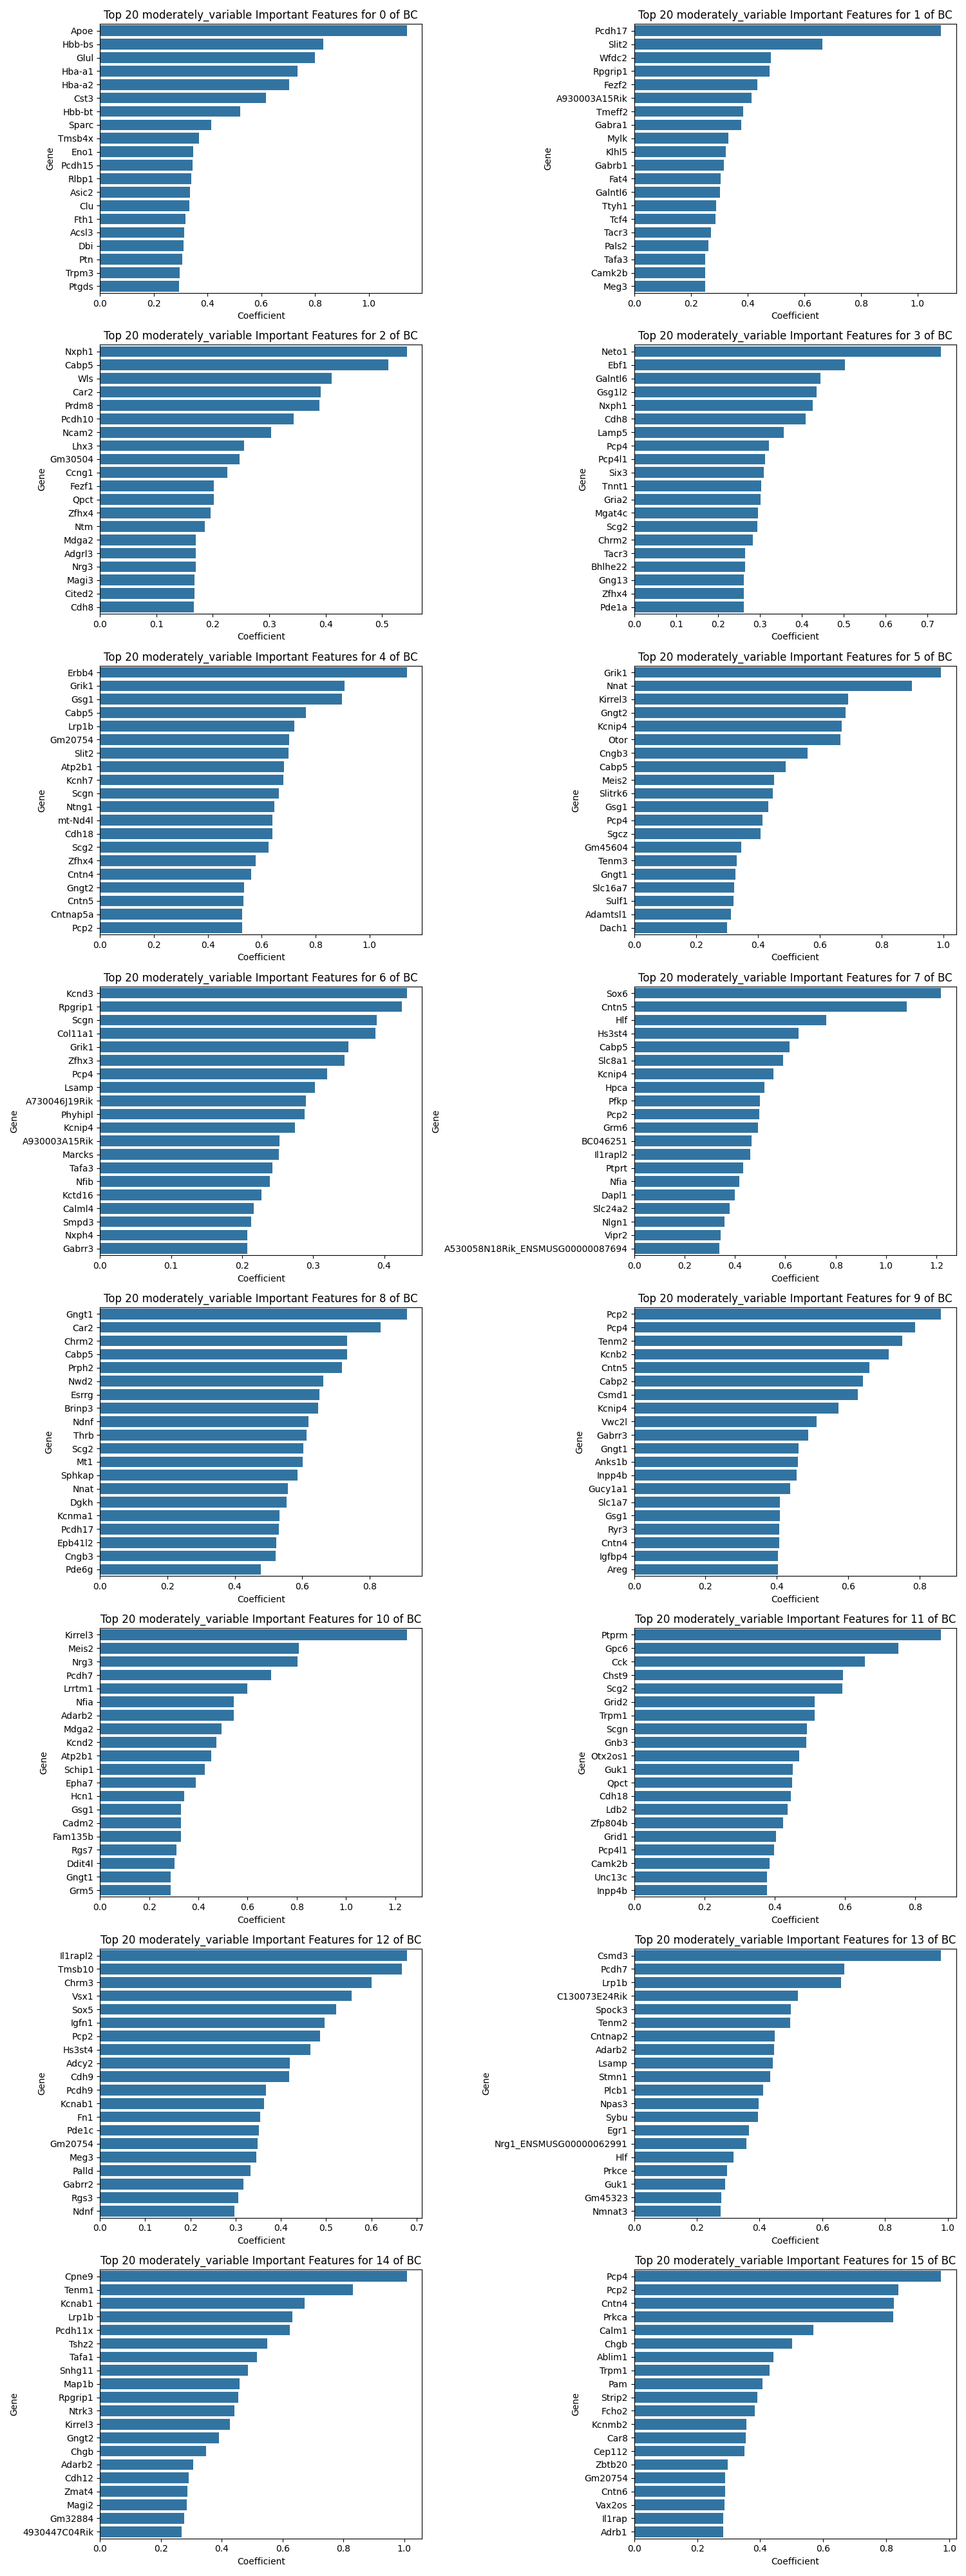 Top 20 moderately_variable Important Features for 0 of BC
Apoe
Hbb-bs
Glul
Hba-a1
Hba-a2
Cst3
Hbb-bt
Sparc
Tmsb4x
Eno1
Pcdh15
Rlbp1
Asic2
Clu
Fth1
Acsl3
Dbi
Ptn
Trpm3
Ptgds
Gene
0.0 0.2 0.4 0.6 0.8 1.0
Coefficient
Top 20 moderately_variable Important Features for 1 of BC
Pcdh17
Slit2
Wfdc2
Rpgrip1
Fezf2
A930003A15Rik
Tmeff2
Gabra1
Mylk
Klhl5
Gabrb1
Fat4
Galntl6
Ttyh1
Tcf4
Tacr3
Pals2
Tafa3
Camk2b
Meg3
Gene
0.0 0.2 0.4 0.6 0.8 1.0
Coefficient
Top 20 moderately_variable Important Features for 2 of BC
Nxph1
Cabp5
Wls
Car2
Prdm8
Pcdh10
Ncam2
Lhx3
Gm30504
Ccng1
Fezf1
Qpct
Zfhx4
Ntm
Mdga2
Adgrl3
Nrg3
Magi3
Cited2
Cdh8
Gene
0.0 0.1 0.2 0.3 0.4 0.5
Coefficient
Top 20 moderately_variable Important Features for 3 of BC
Neto1
Ebf1
Galntl6
Gsg1l2
Nxph1
Cdh8
Lamp5
Pcp4
Pcp4l1
Six3
Tnnt1
Gria2
Mgat4c
Scg2
Chrm2
Tacr3
Bhlhe22
Gng13
Zfhx4
Pde1a
Gene
0.0 0.1 0.2 0.3 0.4 0.5 0.6 0.7
Coefficient
Top 20 moderately_variable Important Features for 4 of BC
Erbb4
Grik1
Gsg1
Cabp5
Lrp1b
Gm20754
Slit2
Atp2b1
Kcnh7
Scgn
Ntng1
mt-Nd4l
Cdh18
Scg2
Zfhx4
Cntn4
Gngt2
Cntn5
Cntnap5a
Pcp2
Gene
0.0 0.2 0.4 0.6 0.8 1.0
Coefficient
Top 20 moderately_variable Important Features for 5 of BC
Grik1
Nnat
Kirrel3
Gngt2
Kcnip4
Otor
Cngb3
Cabp5
Meis2
Slitrk6
Gsg1
Pcp4
Sgcz
Gm45604
Tenm3
Gngt1
Slc16a7
Sulf1
Adamtsl1
Dach1
Gene
0.0 0.2 0.4 0.6 0.8 1.0
Coefficient
Top 20 moderately_variable Important Features for 6 of BC
Kcnd3
Rpgrip1
Scgn
Col11a1
Grik1
Zfhx3
Pcp4
Lsamp
A730046J19Rik
Phyhipl
Kcnip4
A930003A15Rik
Marcks
Tafa3
Nfib
Kctd16
Calml4
Smpd3
Nxph4
Gabrr3
Gene
0.0 0.1 0.2 0.3 0.4
Coefficient
Top 20 moderately_variable Important Features for 7 of BC
Sox6
Cntn5
Hlf
Hs3st4
Cabp5
Slc8a1
Kcnip4
Hpca
Pfkp
Pcp2
Grm6
BC046251
Il1rapl2
Ptprt
Nfia
Dapl1
Slc24a2
Nlgn1
Vipr2
A530058N18Rik_ENSMUSG00000087694
Gene
0.0 0.2 0.4 0.6 0.8 1.0 1.2
Coefficient
Top 20 moderately_variable Important Features for 8 of BC
Gngt1
Car2
Chrm2
Cabp5
Prph2
Nwd2
Esrrg
Brinp3
Ndnf
Thrb
Scg2
Mt1
Sphkap
Nnat
Dgkh
Kcnma1
Pcdh17
Epb41l2
Cngb3
Pde6g
Gene
0.0 0.2 0.4 0.6 0.8
Coefficient
Top 20 moderately_variable Important Features for 9 of BC
Pcp2
Pcp4
Tenm2
Kcnb2
Cntn5
Cabp2
Csmd1
Kcnip4
Vwc2l
Gabrr3
Gngt1
Anks1b
Inpp4b
Gucy1a1
Slc1a7
Gsg1
Ryr3
Cntn4
Igfbp4
Areg
Gene
0.0 0.2 0.4 0.6 0.8
Coefficient
Top 20 moderately_variable Important Features for 10 of BC
Kirrel3
Meis2
Nrg3
Pcdh7
Lrrtm1
Nfia
Adarb2
Mdga2
Kcnd2
Atp2b1
Schip1
Epha7
Hcn1
Gsg1
Cadm2
Fam135b
Rgs7
Ddit4l
Gngt1
Grm5
Gene
0.0 0.2 0.4 0.6 0.8 1.0 1.2
Coefficient
Top 20 moderately_variable Important Features for 11 of BC
Ptprm
Gpc6
Cck
Chst9
Scg2
Grid2
Trpm1
Scgn
Gnb3
Otx2os1
Guk1
Qpct
Cdh18
Ldb2
Zfp804b
Grid1
Pcp4l1
Camk2b
Unc13c
Inpp4b
Gene
0.0 0.2 0.4 0.6 0.8
Coefficient
Top 20 moderately_variable Important Features for 12 of BC
Il1rapl2
Tmsb10
Chrm3
Vsx1
Sox5
Igfn1
Pcp2
Hs3st4
Adcy2
Cdh9
Pcdh9
Kcnab1
Fn1
Pde1c
Gm20754
Meg3
Palld
Gabrr2
Rgs3
Ndnf
Gene
0.0 0.1 0.2 0.3 0.4 0.5 0.6 0.7
Coefficient
Top 20 moderately_variable Important Features for 13 of BC
Csmd3
Pcdh7
Lrp1b
C130073E24Rik
Spock3
Tenm2
Cntnap2
Adarb2
Lsamp
Stmn1
Plcb1
Npas3
Sybu
Egr1
Nrg1_ENSMUSG00000062991
Hlf
Prkce
Guk1
Gm45323
Nmnat3
Gene
0.0 0.2 0.4 0.6 0.8 1.0
Coefficient
Top 20 moderately_variable Important Features for 14 of BC
Cpne9
Tenm1
Kcnab1
Lrp1b
Pcdh11x
Tshz2
Tafa1
Snhg11
Map1b
Rpgrip1
Ntrk3
Kirrel3
Gngt2
Chgb
Adarb2
Cdh12
Zmat4
Magi2
Gm32884
4930447C04Rik
Gene
0.0 0.2 0.4 0.6 0.8 1.0
Coefficient
Top 20 moderately_variable Important Features for 15 of BC
Pcp4
Pcp2
Cntn4
Prkca
Calm1
Chgb
Ablim1
Trpm1
Pam
Strip2
Fcho2
Kcnmb2
Car8
Cep112
Zbtb20
Gm20754
Cntn6
Vax2os
Il1rap
Adrb1
Gene
0.0 0.2 0.4 0.6 0.8 1.0
Coefficient